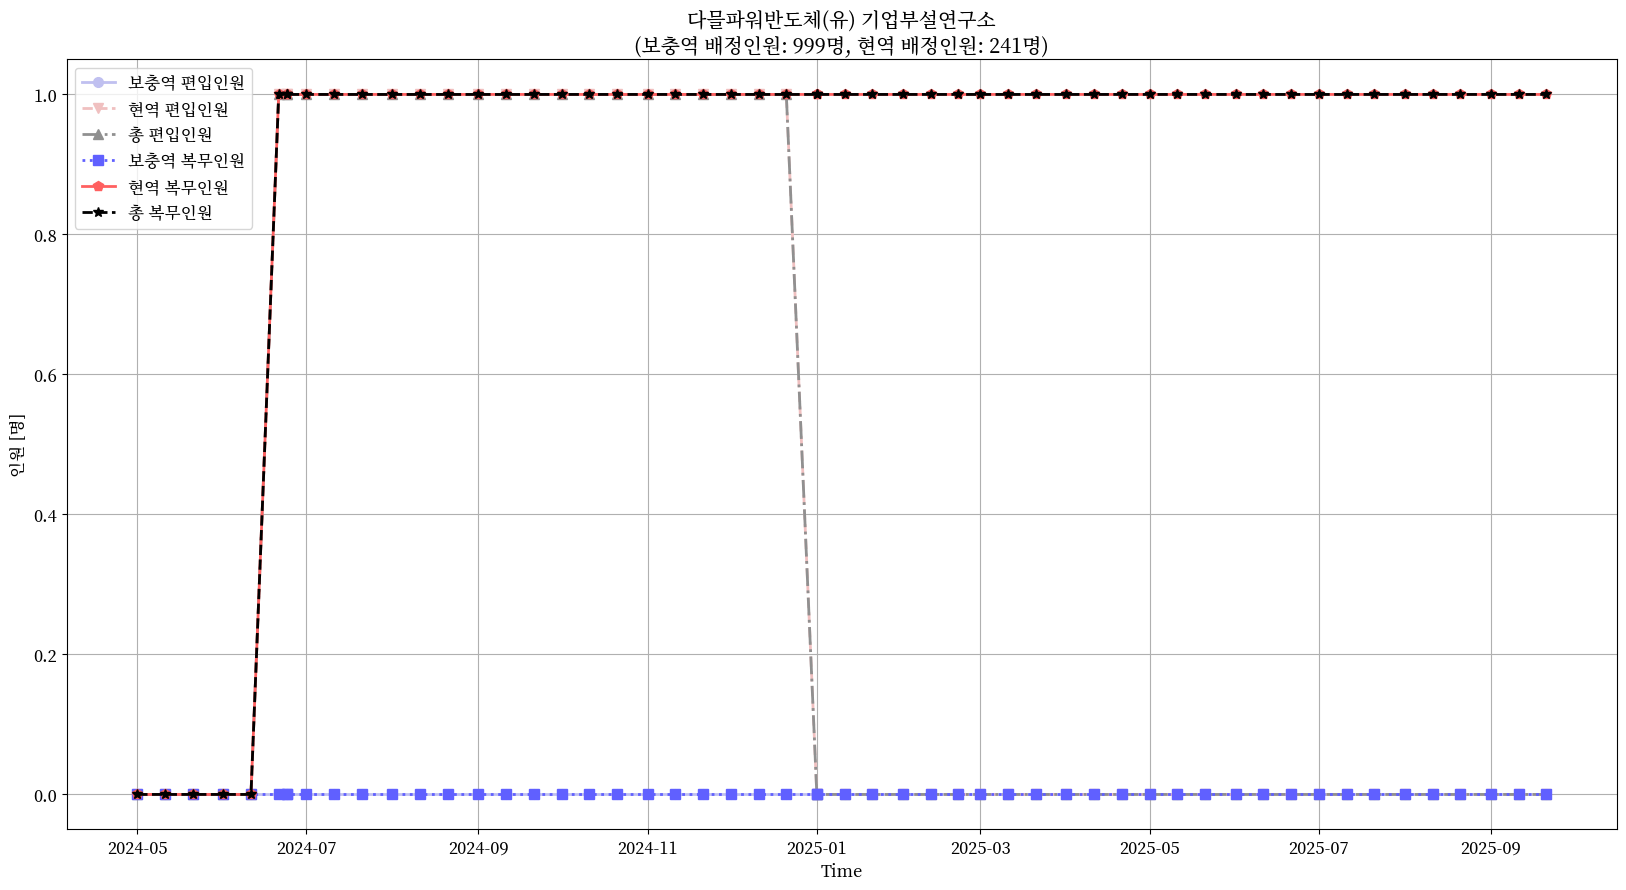 다믈파워반도체(유) 기업부설연구소
(보충역 배정인원: 999명, 현역 배정인원: 241명)
보충역 편입인원
현역 편입인원
총 편입인원
보충역 복무인원
현역 복무인원
총 복무인원
인원 [명]
1.0
0.8
0.6
0.4
0.2
0.0
2024-05
2024-07
2024-09
2024-11
2025-01
2025-03
2025-05
2025-07
2025-09
Time